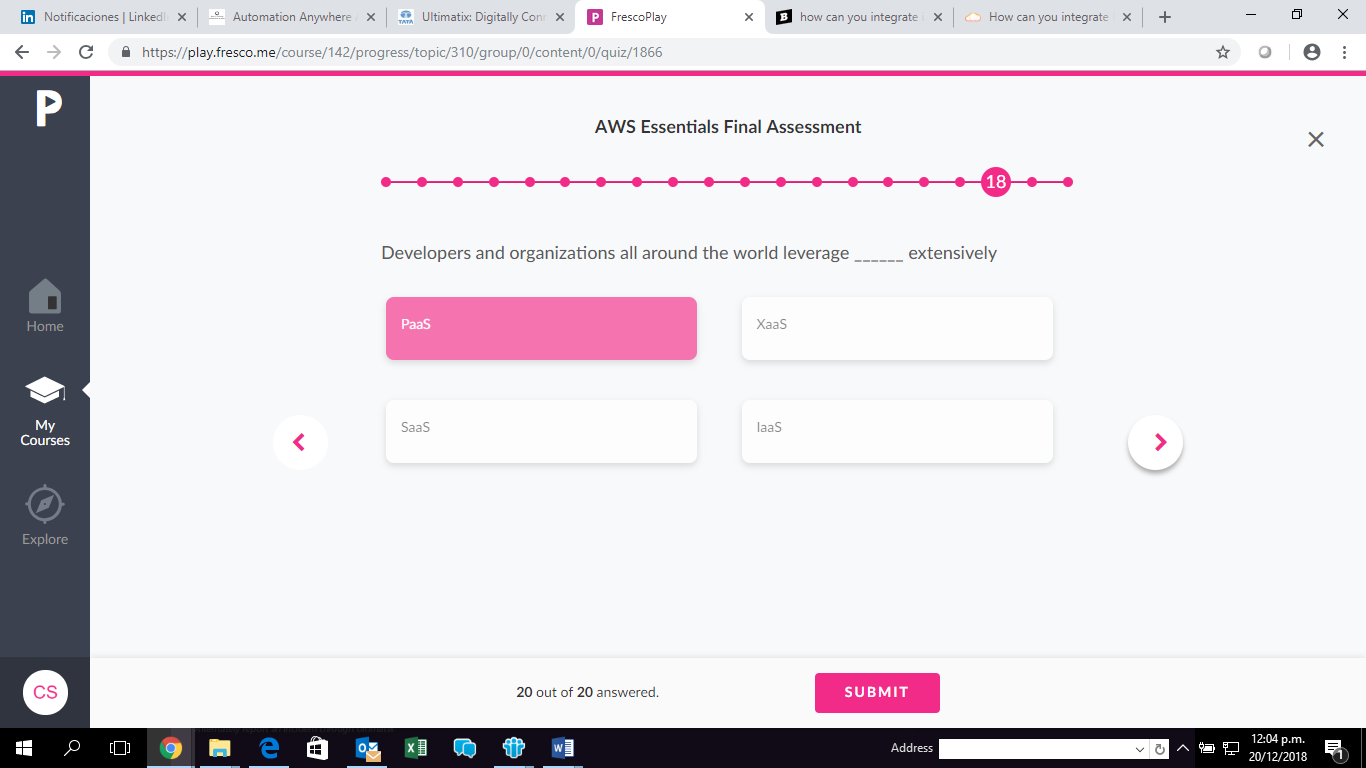 Notificaciones | LinkedI
Automation Anywhere
Ultimatix: Digitally Conn
FrescoPlay
how can you integrate
How can you integrate
https://play.fresco.me/course/142/progress/topic/310/group/0/content/0/quiz/1866
P
AWS Essentials Final Assessment
18
Developers and organizations all around the world leverage ______ extensively
PaaS
XaaS
SaaS
IaaS
Home
My
Courses
Explore
CS
20 out of 20 answered.
SUBMIT
Address
12:04 p.m.
20/12/2018
1